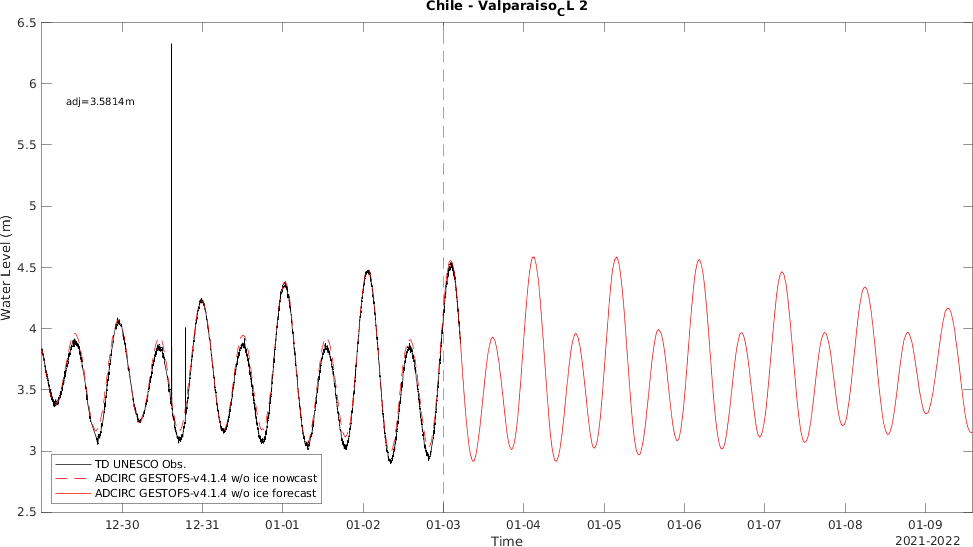 Chile - ValparaisoCL 2
6.5
6
5.5
5
4.5
4
3.5
3
2.5
Water Level (m)
adj=3.5814m
TD UNESCO Obs.
ADCIRC GESTOFS-v4.1.4 w/o ice nowcast
ADCIRC GESTOFS-v4.1.4 w/o ice forecast
12-30 12-31 01-01 01-02 01-03 01-04 01-05 01-06 01-07 01-08 01-09
Time
2021-2022